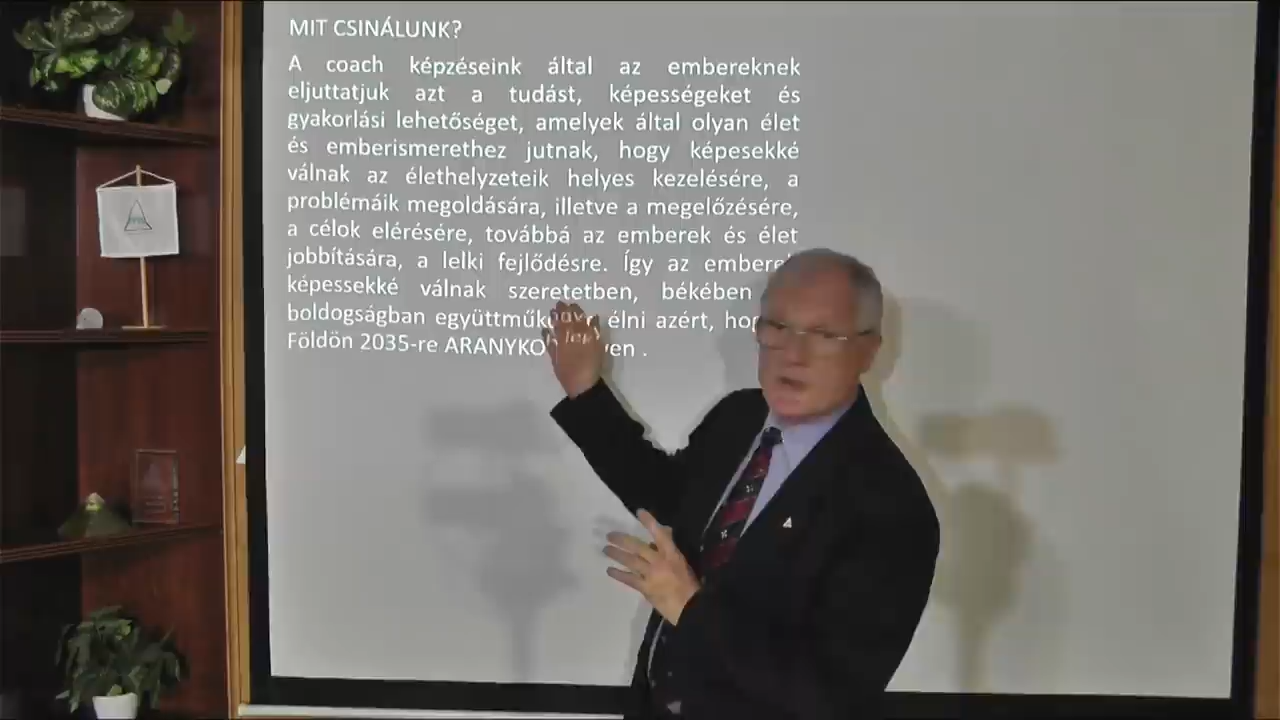 MIT CSINÁLUNK?
A coach képzéseink által az embereknek
eljuttatjuk azt a tudást, képességeket és
gyakorlási lehetőséget, amelyek által olyan élet
és emberismerethez jutnak, hogy képesekké
válnak az élethelyzeteik helyes kezelésére, a
problémáik megoldására, illetve a megelőzésére,
a célok elérésére, továbbá az emberek és élet
jobbítására, a lelki fejlődésre. Így az
képessekké válnak szeretetben, békében
boldogságban élni azért,
Földön 2035-re .